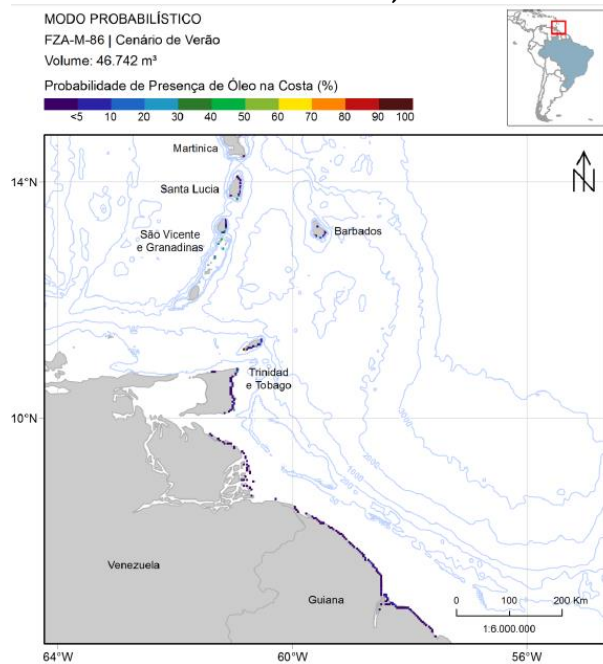 MODO PROBABILÍSTICO
FZA-M-86 | Cenário de Verão
Volume: 46.742 m³
Probabilidade de Presença de Óleo na Costa (%)
<5 10 20 30 40 50 60 70 80 90 100
Martinica
14°N
N
Santa Lucia
São Vicente
e Granadinas
Barbados
Trinidad
e Tobago
10°N
Venezuela
Guiana
0 100 200 Km
1:6.000.000
64°W 60°W 56°W